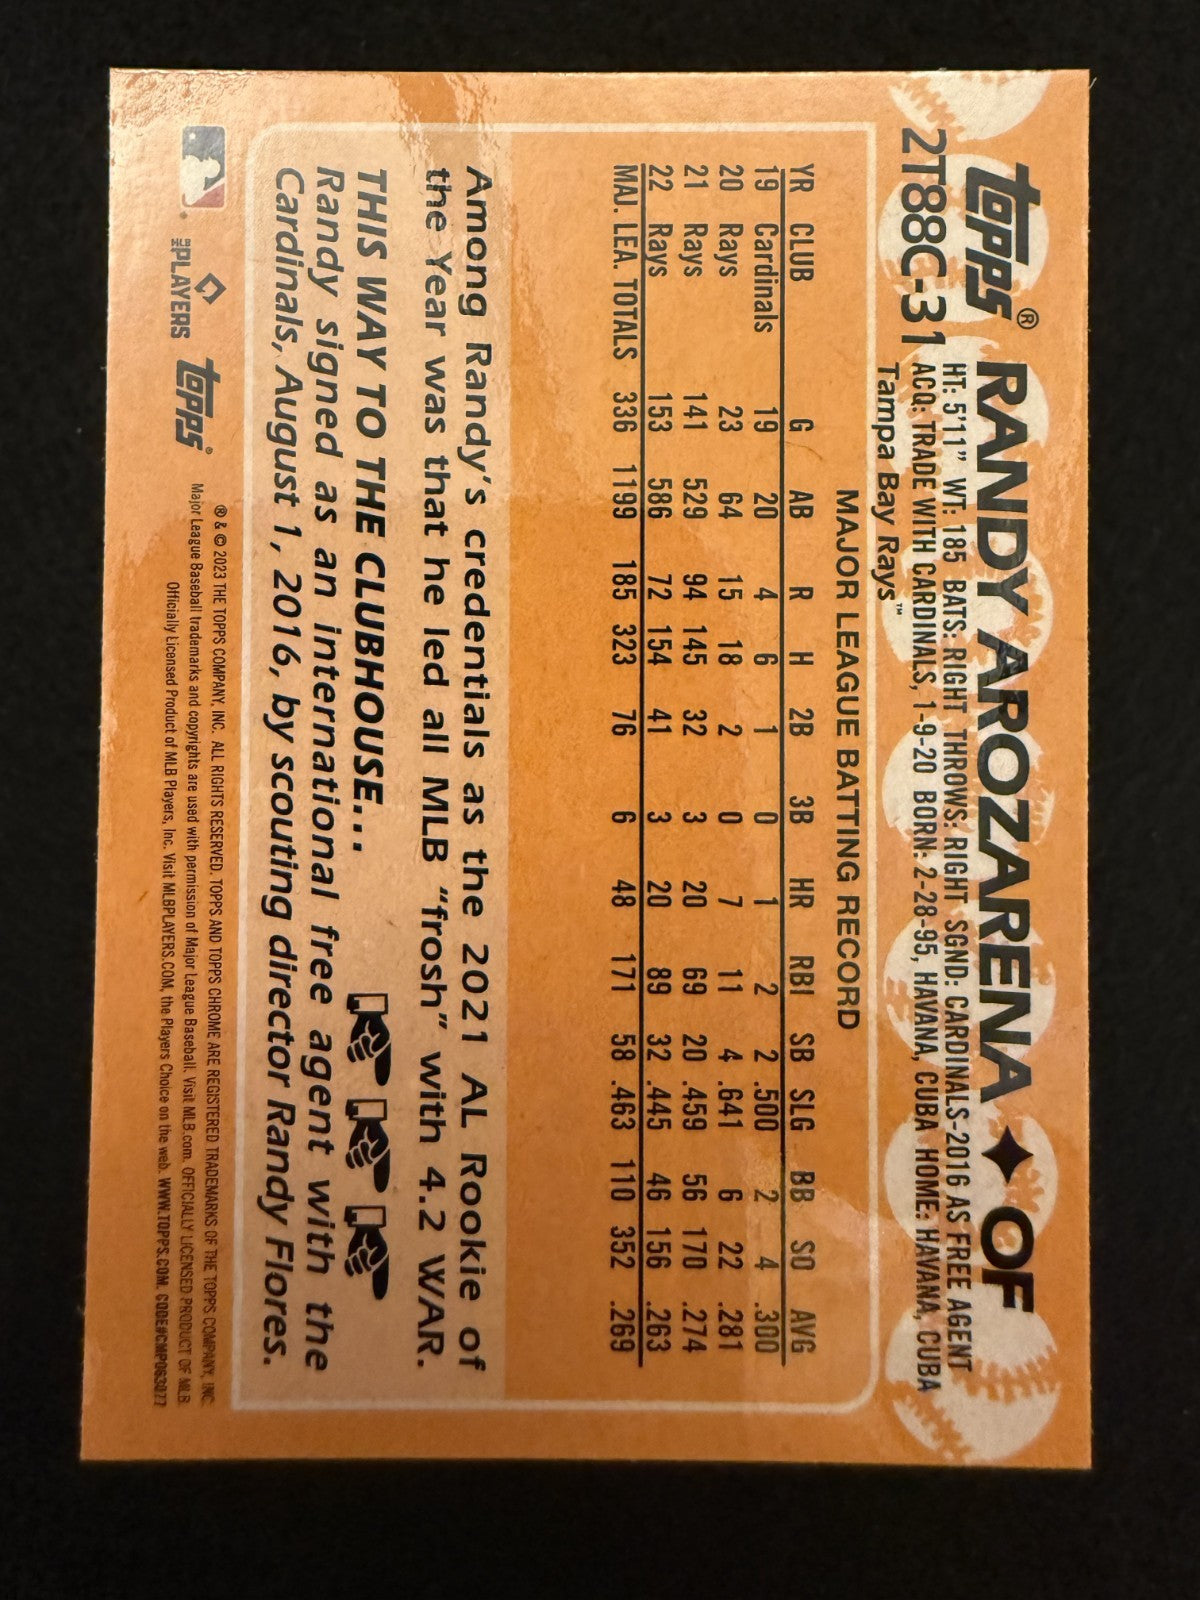 topps® RANDY AROZARENA ✦ OF
2T88C-31 HT: 5'11" WT: 185 BATS: RIGHT THROWS: RIGHT SGND: CARDINALS-2016 AS FREE AGENT
ACQ: TRADE WITH CARDINALS, 1-9-20 BORN: 2-28-95, HAVANA, CUBA HOME: HAVANA, CUBA
Tampa Bay Rays™
MAJOR LEAGUE BATTING RECORD
YR CLUB G AB R H 2B 3B HR RBI SB SLG BB SO AVG
19 Cardinals 19 20 4 6 1 0 1 2 2 .500 2 4 .300
20 Rays 23 64 15 18 2 0 7 11 4 .641 6 22 .281
21 Rays 141 529 94 145 32 3 20 69 20 .459 56 170 .274
22 Rays 153 586 72 154 41 3 20 89 32 .445 46 156 .263
MAJ. LEA. TOTALS 336 1199 185 323 76 6 48 171 58 .463 110 352 .269
Among Randy's credentials as the 2021 AL Rookie of
the Year was that he led all MLB "frosh" with 4.2 WAR.
THIS WAY TO THE CLUBHOUSE...
Randy signed as an international free agent with the
Cardinals, August 1, 2016, by scouting director Randy Flores.
MLB PLAYERS topps®
® & © 2023 THE TOPPS COMPANY, INC. ALL RIGHTS RESERVED. TOPPS AND TOPPS CHROME ARE REGISTERED TRADEMARKS OF THE TOPPS COMPANY, INC.
Major League Baseball trademarks and copyrights are used with permission of Major League Baseball. Visit MLB.com. OFFICIALLY LICENSED PRODUCT OF MLB
Officially Licensed Product of MLB Players, Inc. Visit MLBPLAYERS.COM, the Players Choice on the web. WWW.TOPPS.COM. CODE#CMP063077